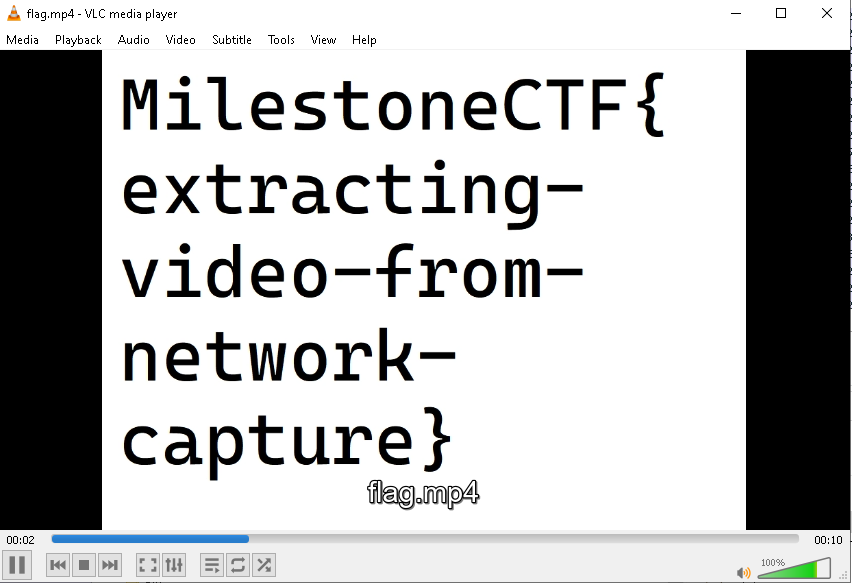 flag.mp4 - VLC media player
Media Playback Audio Video Subtitle Tools View Help
MilestoneCTF{
extracting-
video-from-
network-
capture}
flag.mp4
00:02 00:10
100%